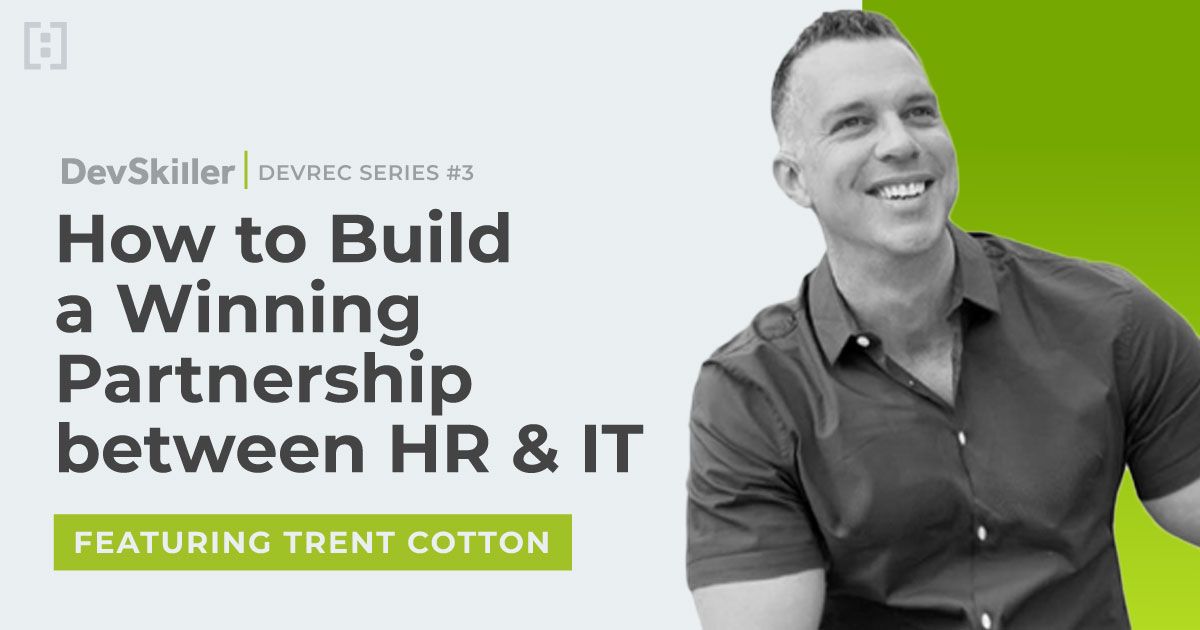 DevSkiller | DEVREC SERIES #3
How to Build
a Winning
Partnership
between HR & IT
FEATURING TRENT COTTON